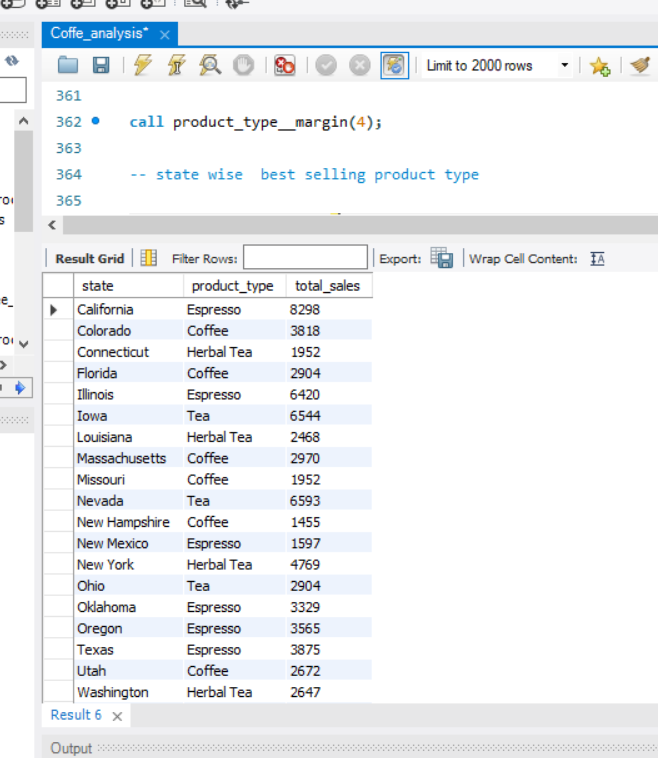 Coffe_analysis*
Limit to 2000 rows
361
362 call product_type__margin(4);
363
364 -- state wise  best selling product type
365
Result Grid Filter Rows: Export: Wrap Cell Content:
state product_type total_sales
California Espresso 8298
Colorado Coffee 3818
Connecticut Herbal Tea 1952
Florida Coffee 2904
Illinois Espresso 6420
Iowa Tea 6544
Louisiana Herbal Tea 2468
Massachusetts Coffee 2970
Missouri Coffee 1952
Nevada Tea 6593
New Hampshire Coffee 1455
New Mexico Espresso 1597
New York Herbal Tea 4769
Ohio Tea 2904
Oklahoma Espresso 3329
Oregon Espresso 3565
Texas Espresso 3875
Utah Coffee 2672
Washington Herbal Tea 2647
Result 6
Output